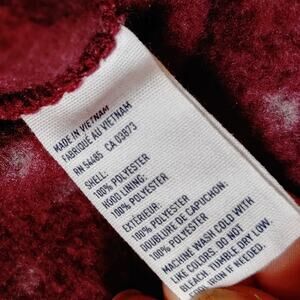 MADE IN VIETNAM
FABRIQUÉ AU VIETNAM
RN 54485 CA 03873
SHELL:
100% POLYESTER
HOOD LINING:
100% POLYESTER
EXTÉRIEUR:
100% POLYESTER
DOUBLURE DE CAPUCHON:
100% POLYESTER
MACHINE WASH COLD WITH
LIKE COLORS. DO NOT
BLEACH. TUMBLE DRY LOW.
COOL IRON IF NEEDED.